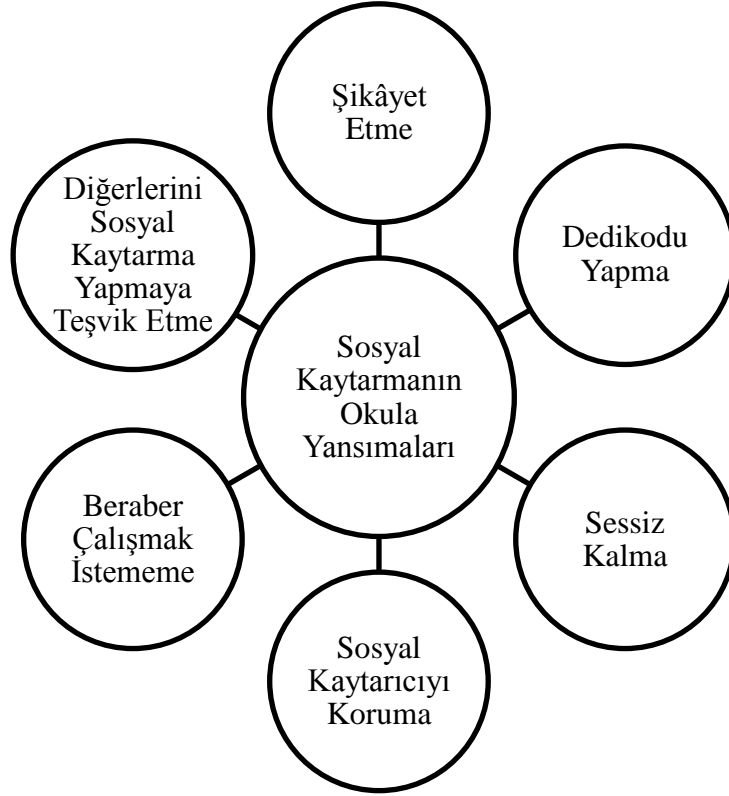 Şikâyet
Etme
Diğerlerini
Sosyal
Kaytarma
Yapmaya
Teşvik Etme
Dedikodu
Yapma
Sosyal
Kaytarmanın
Okula
Yansımaları
Beraber
Çalışmak
İstememe
Sessiz
Kalma
Sosyal
Kaytarıcıyı
Koruma